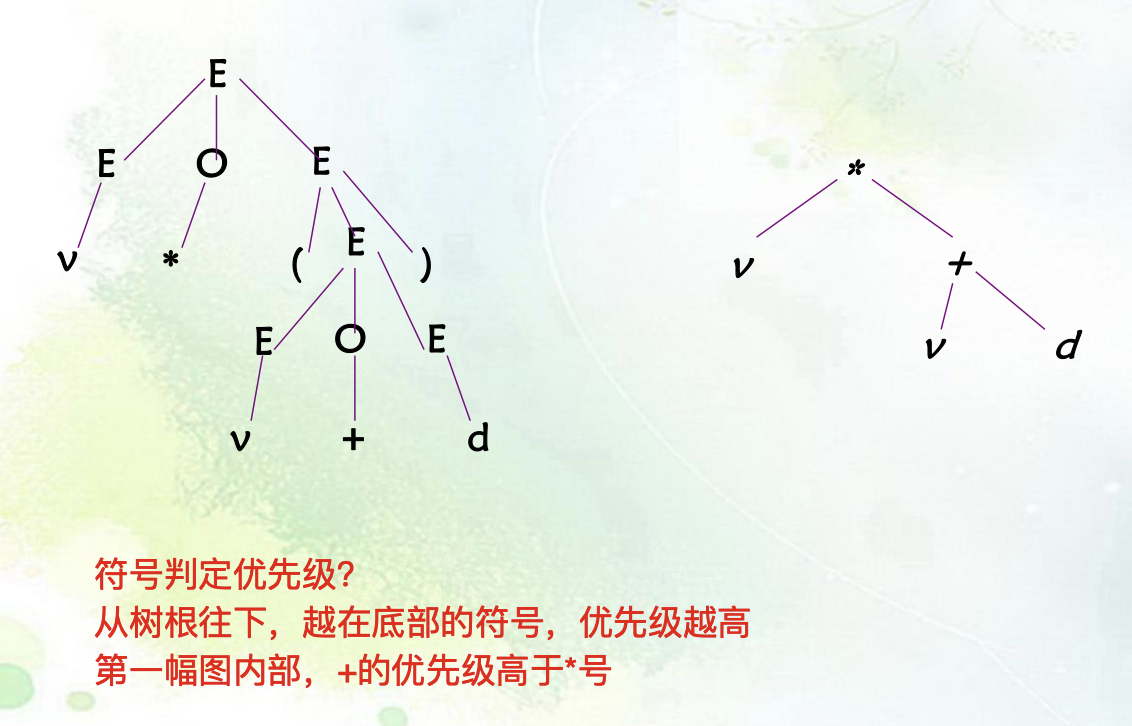 E
E O E
v * ( E )
E O E
v + d
*
v +
v d
符号判定优先级？
从树根往下，越在底部的符号，优先级越高
第一幅图内部，+的优先级高于*号